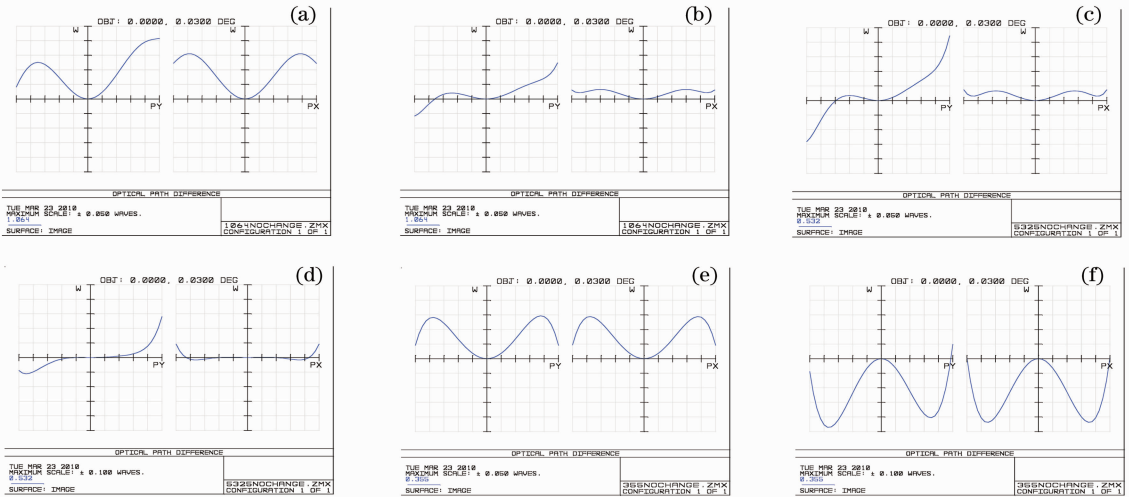 (a)
OBJ: 0.0000, 0.0300 DEG
W
W
PY
PX
OPTICAL PATH DIFFERENCE
TUE MAR 23 2010
MAXIMUM SCALE: ± 0.050 WAVES.
1.064
SURFACE: IMAGE
1064NOCHANGE.ZMX
CONFIGURATION 1 OF 1
(b)
OBJ: 0.0000, 0.0300 DEG
W
W
PY
PX
OPTICAL PATH DIFFERENCE
TUE MAR 23 2010
MAXIMUM SCALE: ± 0.050 WAVES.
1.064
SURFACE: IMAGE
1064NOCHANGE.ZMX
CONFIGURATION 1 OF 1
(c)
OBJ: 0.0000, 0.0300 DEG
W
W
PY
PX
OPTICAL PATH DIFFERENCE
TUE MAR 23 2010
MAXIMUM SCALE: ± 0.050 WAVES.
0.532
SURFACE: IMAGE
5325NOCHANGE.ZMX
CONFIGURATION 1 OF 1
(d)
OBJ: 0.0000, 0.0300 DEG
W
W
PY
PX
OPTICAL PATH DIFFERENCE
TUE MAR 23 2010
MAXIMUM SCALE: ± 0.100 WAVES.
0.532
SURFACE: IMAGE
5325NOCHANGE.ZMX
CONFIGURATION 1 OF 1
(e)
OBJ: 0.0000, 0.0300 DEG
W
W
PY
PX
OPTICAL PATH DIFFERENCE
TUE MAR 23 2010
MAXIMUM SCALE: ± 0.050 WAVES.
0.355
SURFACE: IMAGE
355NOCHANGE.ZMX
CONFIGURATION 1 OF 1
(f)
OBJ: 0.0000, 0.0300 DEG
W
W
PY
PX
OPTICAL PATH DIFFERENCE
TUE MAR 23 2010
MAXIMUM SCALE: ± 0.100 WAVES.
0.355
SURFACE: IMAGE
355NOCHANGE.ZMX
CONFIGURATION 1 OF 1